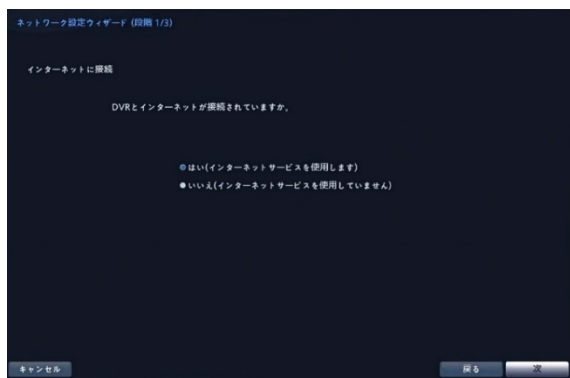 ネットワーク設定ウィザード (段階 1/3)
インターネットに接続
DVRとインターネットが接続されていますか。
はい(インターネットサービスを使用します)
いいえ(インターネットサービスを使用していません)
キャンセル
戻る
次